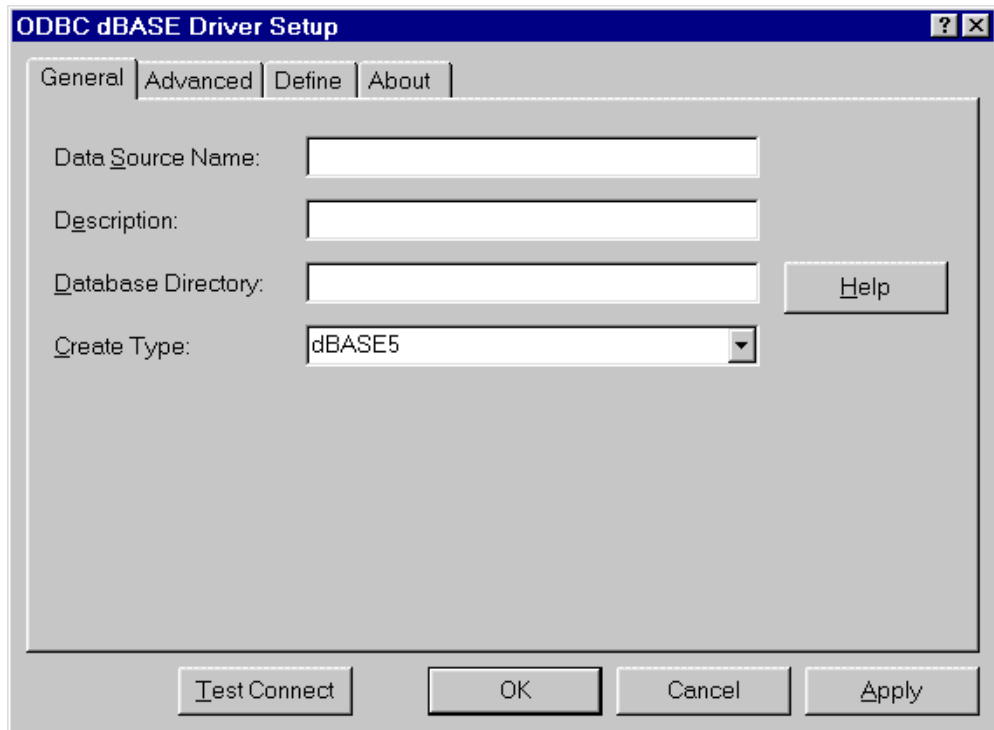 ODBC dBASE Driver Setup
General Advanced Define About
Data Source Name:
Description:
Database Directory:
Help
Create Type: dBASE5
Test Connect OK Cancel Apply